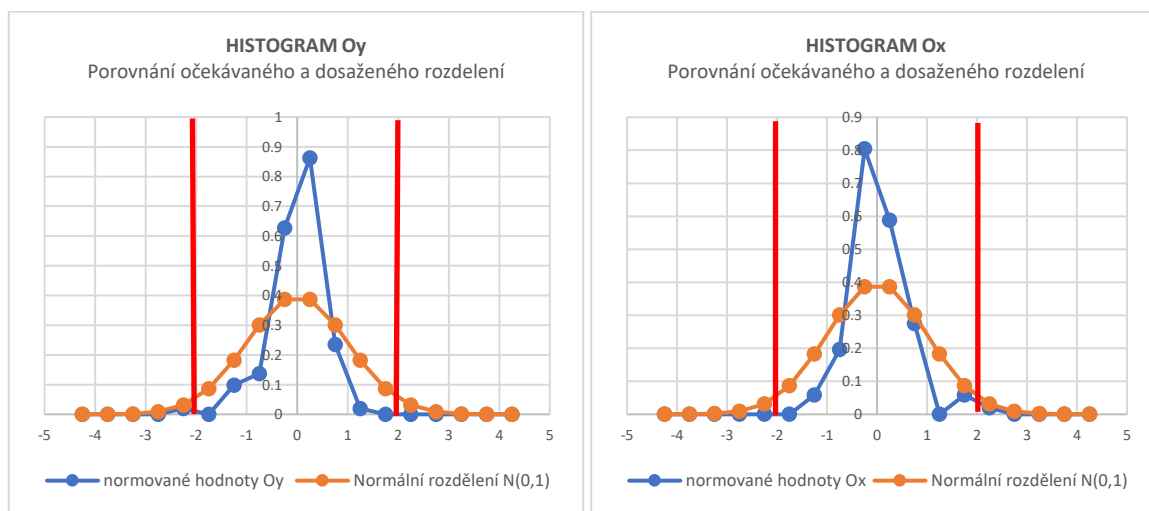 HISTOGRAM Oy
Porovnání očekávaného a dosaženého rozdelení
1
0.9
0.8
0.7
0.6
0.5
0.4
0.3
0.2
0.1
0
-5 -4 -3 -2 -1 0 1 2 3 4 5
normované hodnoty Oy Normální rozdělení N(0,1)
HISTOGRAM Ox
Porovnání očekávaného a dosaženého rozdelení
0.9
0.8
0.7
0.6
0.5
0.4
0.3
0.2
0.1
0
-5 -4 -3 -2 -1 0 1 2 3 4 5
normované hodnoty Ox Normální rozdělení N(0,1)